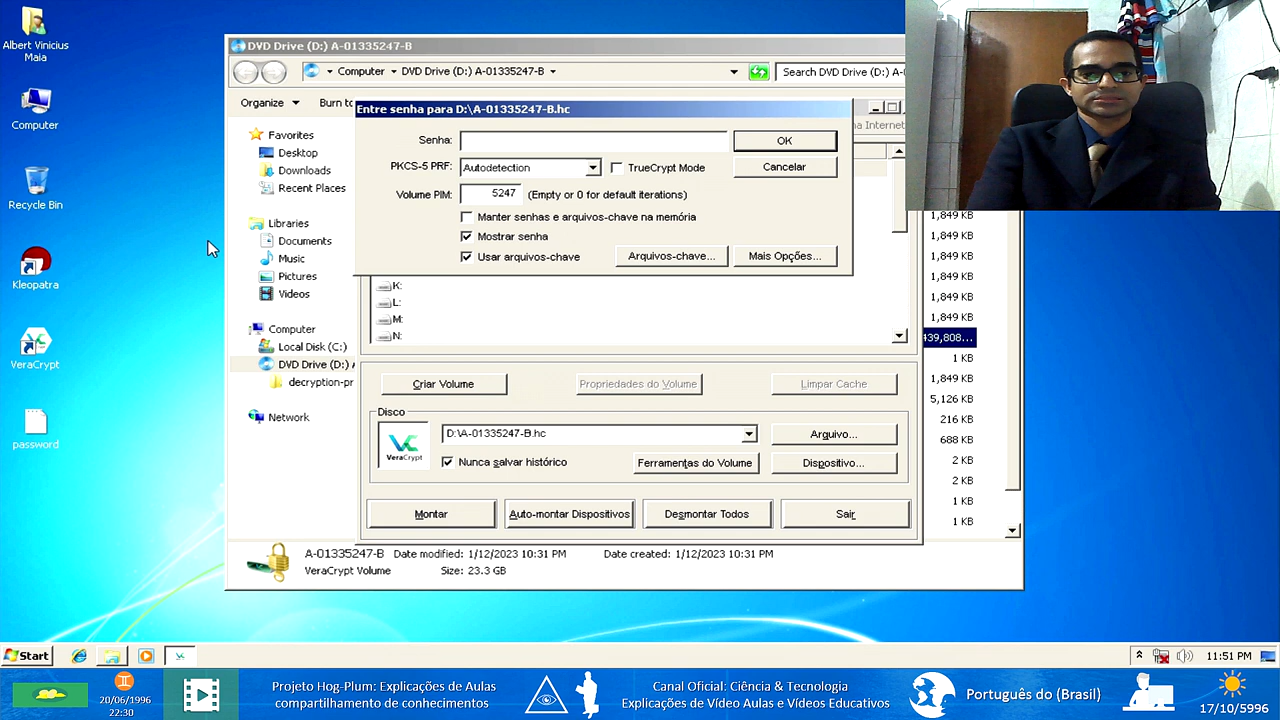 Albert Vinicius
Maia
Computer
Recycle Bin
Kleopatra
VeraCrypt
password
DVD Drive (D:) A-01335247-B
Computer
DVD Drive (D:) A-01335247-B
Search DVD Drive (D:) A-0
Organize
Burn to
Favorites
Desktop
Downloads
Recent Places
Libraries
Documents
Music
Pictures
Videos
Computer
Local Disk (C:)
DVD Drive (D:) A
decryption-pr
Network
Entre senha para D:\A-01335247-B.hc
na Internet
Senha:
OK
PKCS-5 PRF:
Autodetection
TrueCrypt Mode
Cancelar
Volume PIM:
5247
(Empty or 0 for default iterations)
Manter senhas e arquivos-chave na memória
Mostrar senha
Usar arquivos-chave
Arquivos-chave...
Mais Opções...
K:
L:
M:
N:
1,849 KB
1,849 KB
1,849 KB
1,849 KB
1,849 KB
1,849 KB
439,808...
1 KB
1,849 KB
5,126 KB
216 KB
688 KB
2 KB
2 KB
1 KB
1 KB
Criar Volume
Propriedades do Volume
Limpar Cache
Disco
VeraCrypt
D:\A-01335247-B.hc
Arquivo...
Nunca salvar histórico
Ferramentas do Volume
Dispositivo...
Montar
Auto-montar Dispositivos
Desmontar Todos
Sair
A-01335247-B Date modified: 1/12/2023 10:31 PM
Date created: 1/12/2023 10:31 PM
VeraCrypt Volume
Size: 23.3 GB
Start
11:51 PM
20/06/1996
22:30
Projeto Hog-Plum: Explicações de Aulas
com Aprimoramento de conhecimentos
Canal Oficial: Ciência & Tecnologia
Explicações de Vídeo Aulas e Vídeos Educativos
Português do (Brasil)
17/10/5996